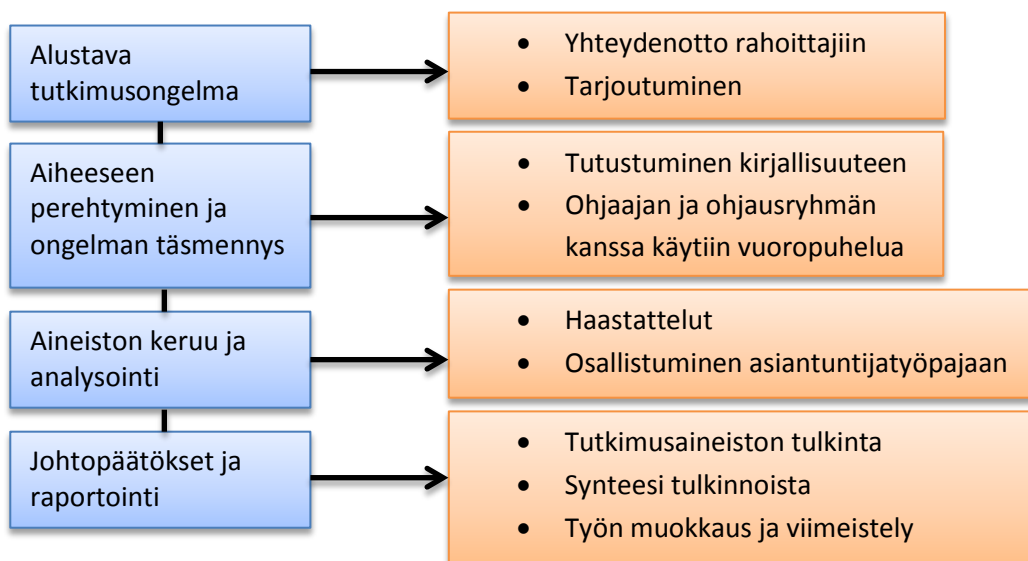 Alustava
tutkimusongelma
• Yhteydenotto rahoittajiin
• Tarjoutuminen
Aiheeseen
perehtyminen ja
ongelman täsmennys
• Tutustuminen kirjallisuuteen
• Ohjaajan ja ohjausryhmän
kanssa käytiin vuoropuhelua
Aineiston keruu ja
analysointi
• Haastattelut
• Osallistuminen asiantuntijatyöpajaan
Johtopäätökset ja
raportointi
• Tutkimusaineiston tulkinta
• Synteesi tulkinnoista
• Työn muokkaus ja viimeistely